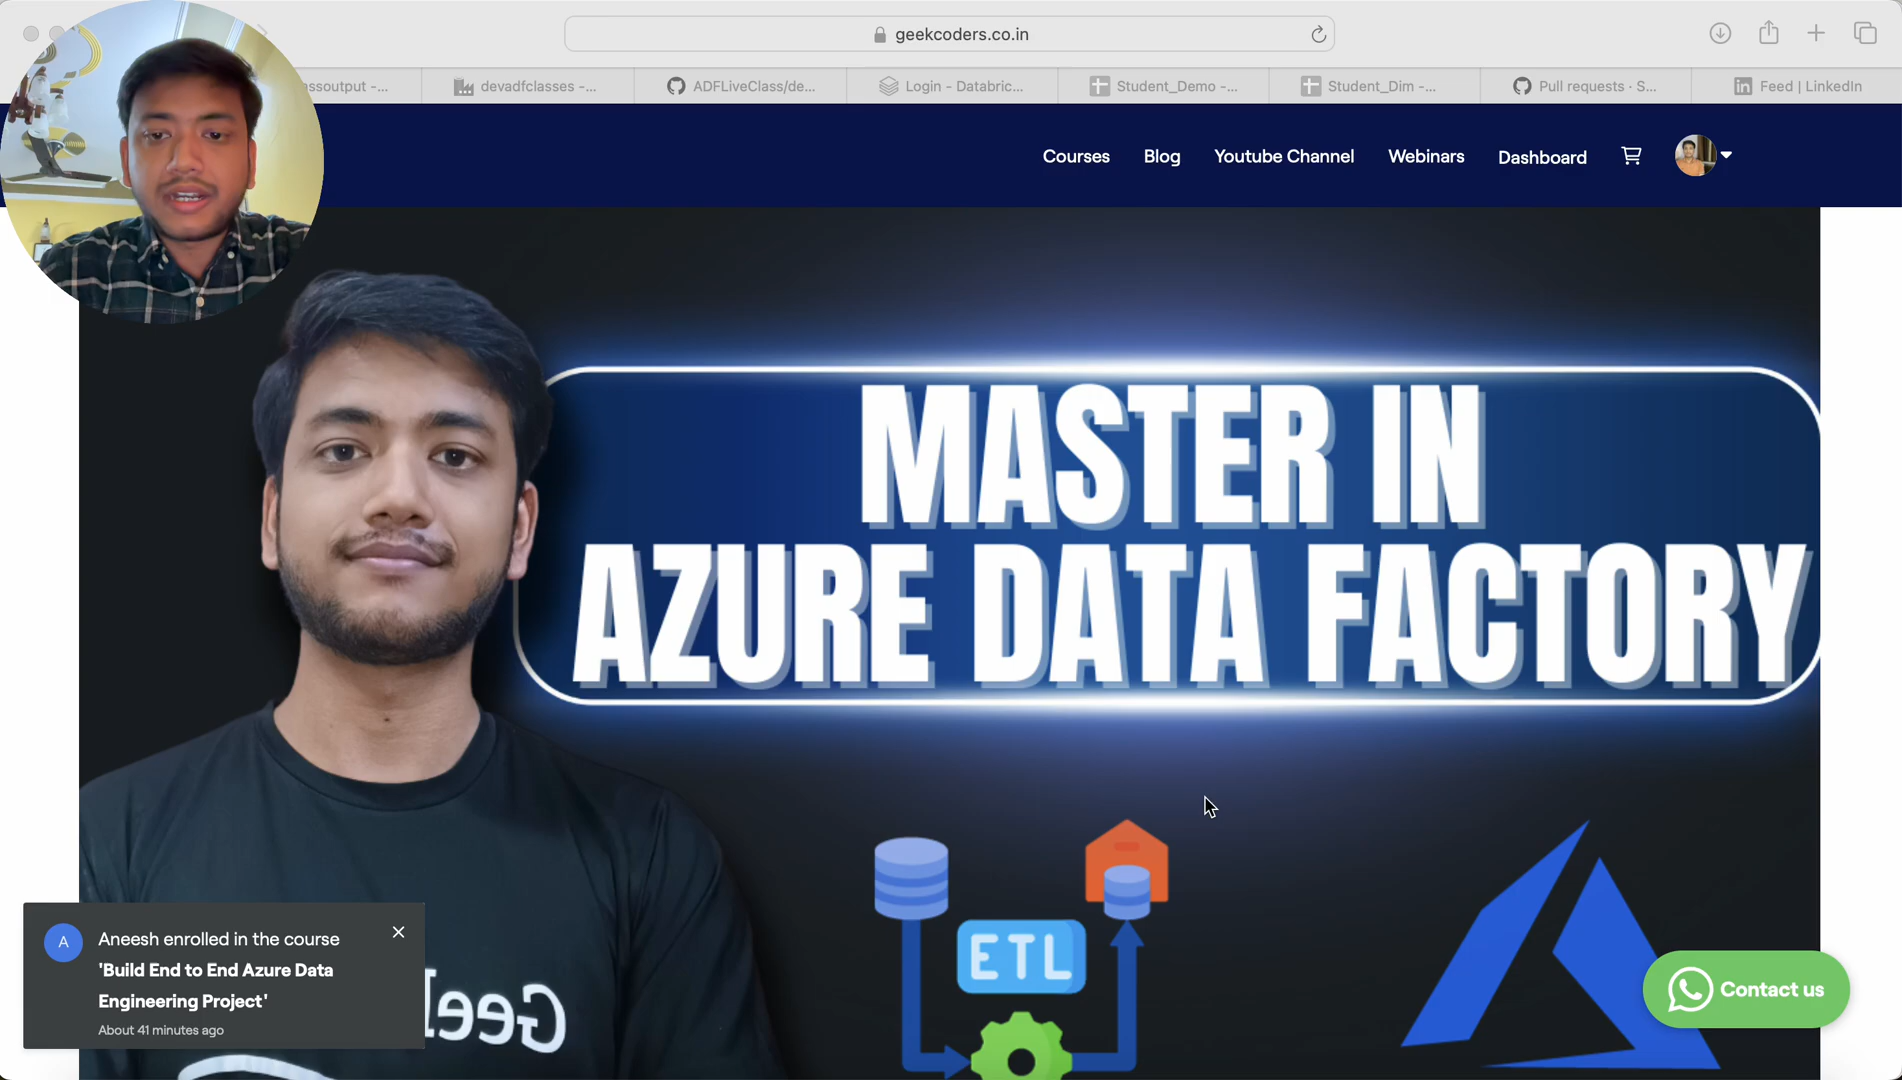 geekcoders.co.in
ssoutput -...
devadfclasses -...
ADFLiveClass/de...
Login - Databric...
Student_Demo -...
Student_Dim -...
Pull requests · S...
Feed | LinkedIn
Courses
Blog
Youtube Channel
Webinars
Dashboard
MASTER IN
AZURE DATA FACTORY
ETL
A
Aneesh enrolled in the course
'Build End to End Azure Data
Engineering Project'
About 41 minutes ago
Contact us